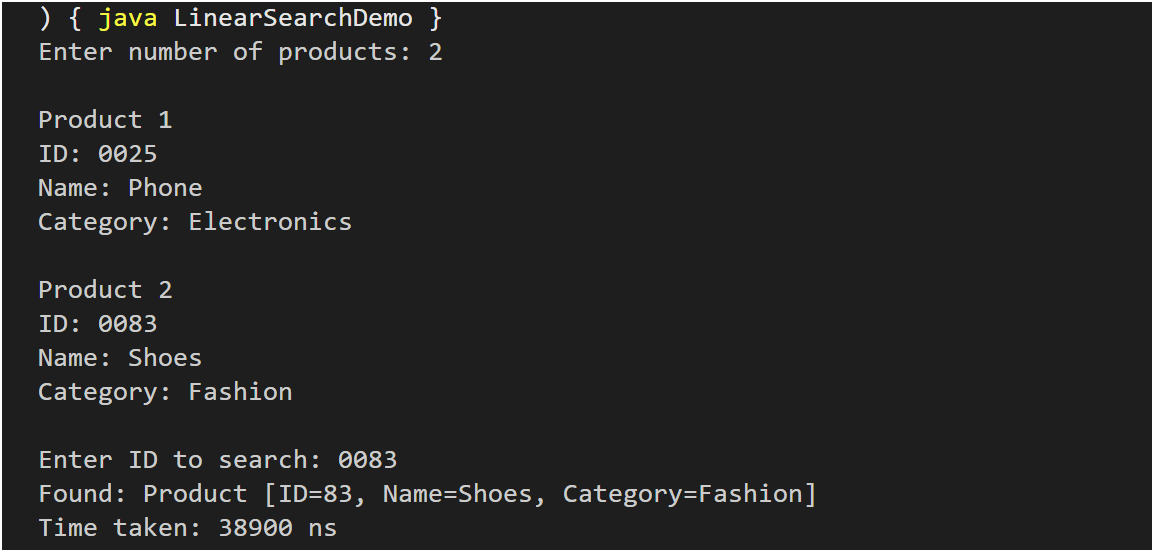 ) { java LinearSearchDemo }
Enter number of products: 2
Product 1
ID: 0025
Name: Phone
Category: Electronics
Product 2
ID: 0083
Name: Shoes
Category: Fashion
Enter ID to search: 0083
Found: Product [ID=83, Name=Shoes, Category=Fashion]
Time taken: 38900 ns